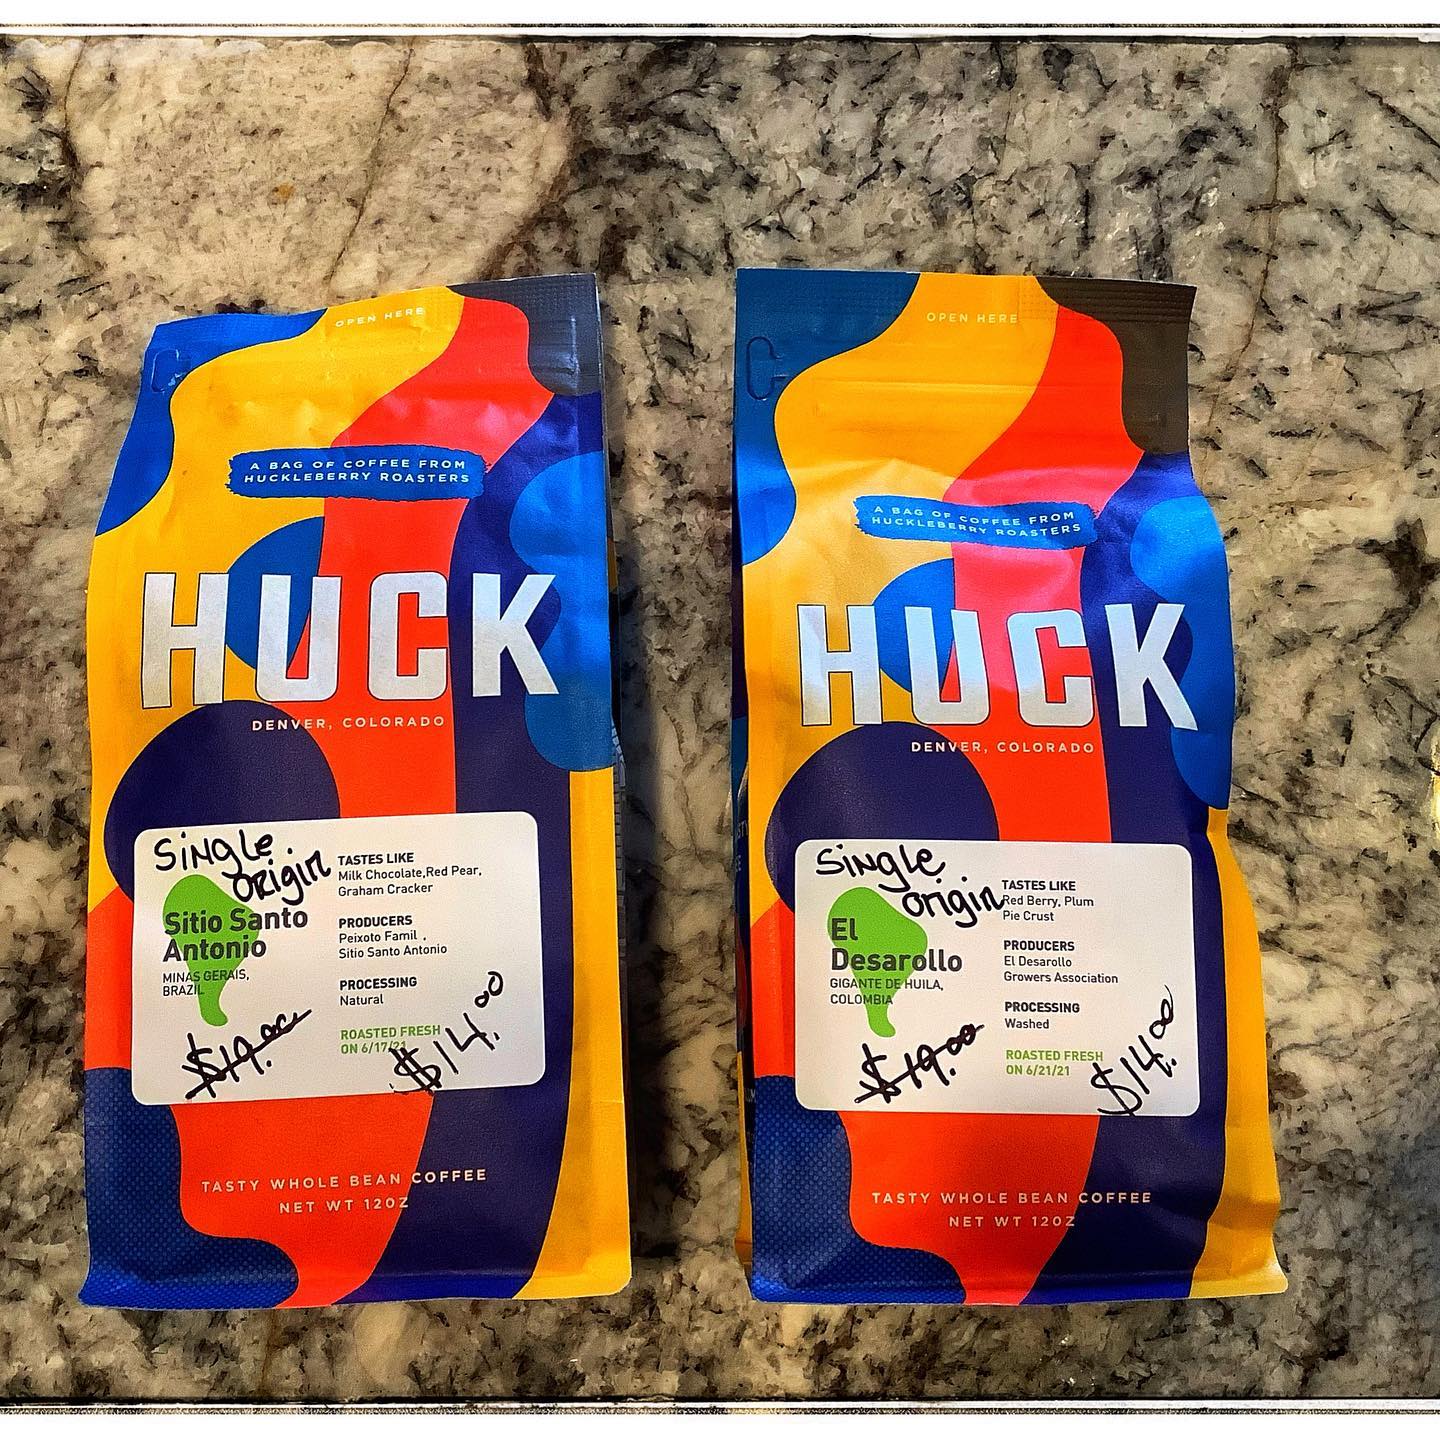 OPEN HERE
A BAG OF COFFEE FROM
HUCKLEBERRY ROASTERS
HUCK
DENVER, COLORADO
Single
origin
Sitio Santo
Antonio
MINAS GERAIS,
BRAZIL
$19.00
TASTES LIKE
Milk Chocolate,Red Pear,
Graham Cracker
PRODUCERS
Peixoto Famil ,
Sitio Santo Antonio
PROCESSING
Natural
ROASTED FRESH
ON 6/17/21
$14.00
TASTY WHOLE BEAN COFFEE
NET WT 12OZ
OPEN HERE
A BAG OF COFFEE FROM
HUCKLEBERRY ROASTERS
HUCK
DENVER, COLORADO
Single
origin
El
Desarollo
GIGANTE DE HUILA,
COLOMBIA
$19.00
TASTES LIKE
Red Berry, Plum
Pie Crust
PRODUCERS
El Desarollo
Growers Association
PROCESSING
Washed
ROASTED FRESH
ON 6/21/21
$14.00
TASTY WHOLE BEAN COFFEE
NET WT 12OZ